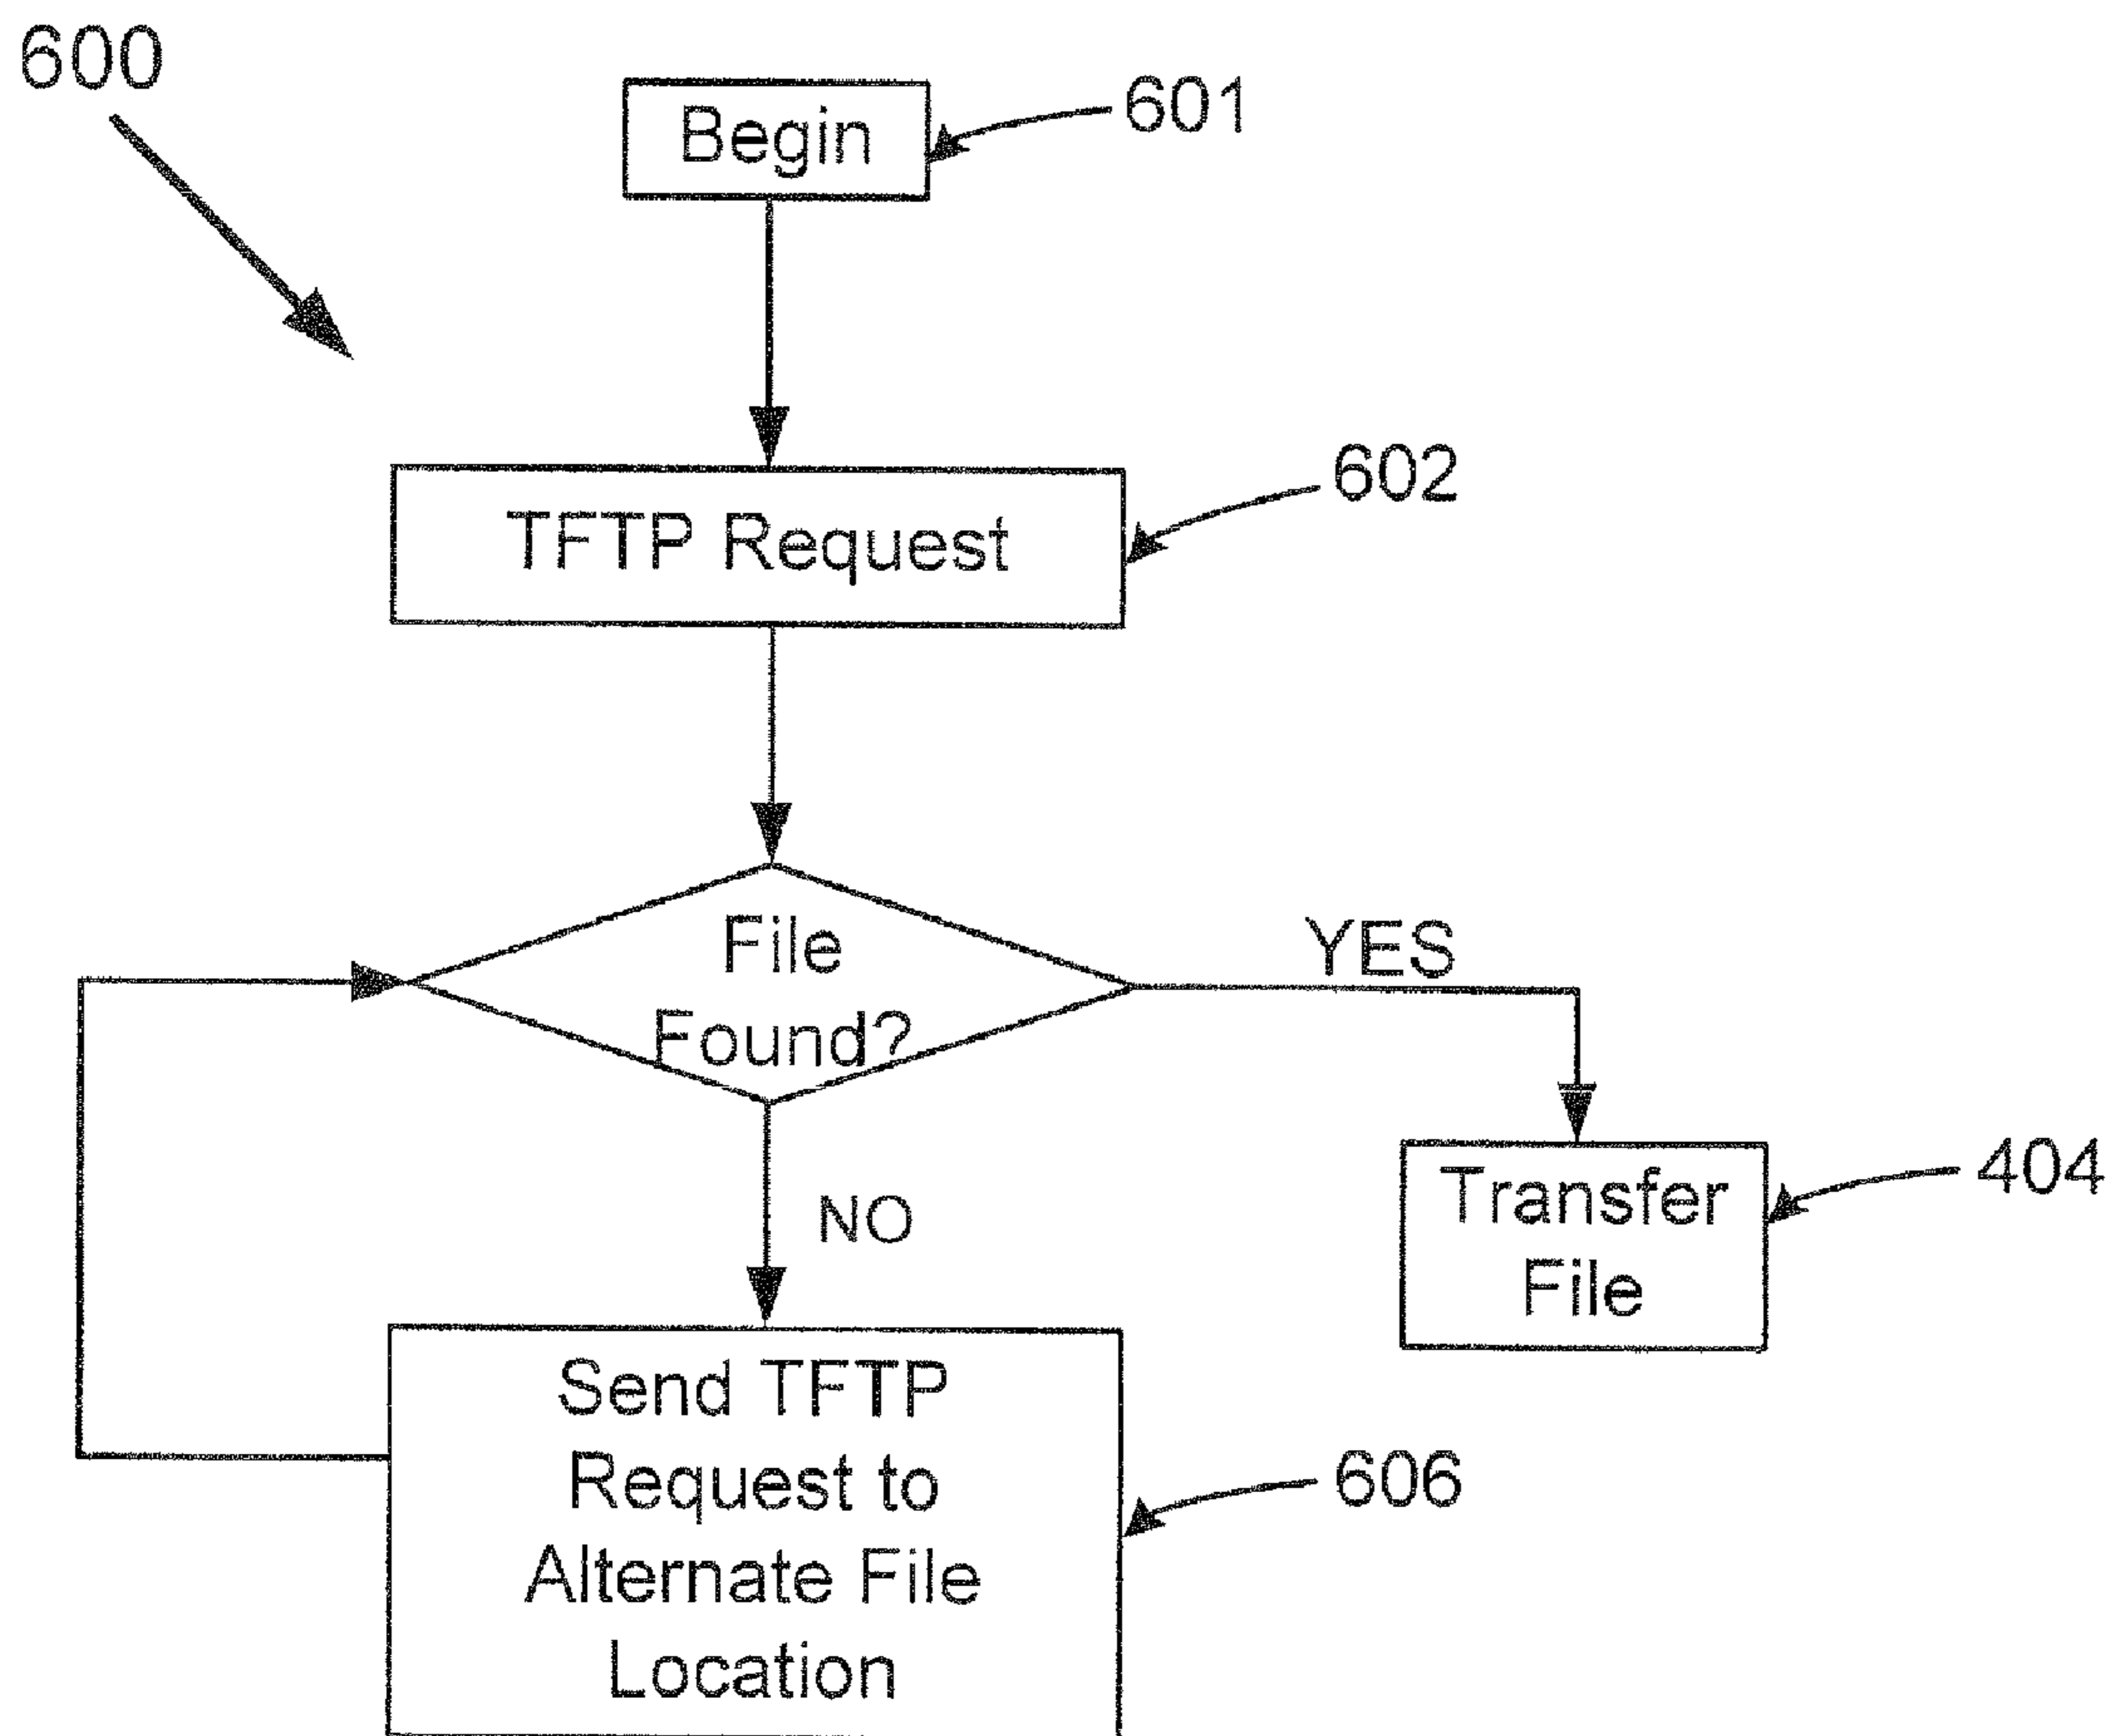 600
Begin
601
TFTP Request
602
File
Found?
YES
NO
Transfer
File
404
Send TFTP
Request to
Alternate File
Location
606